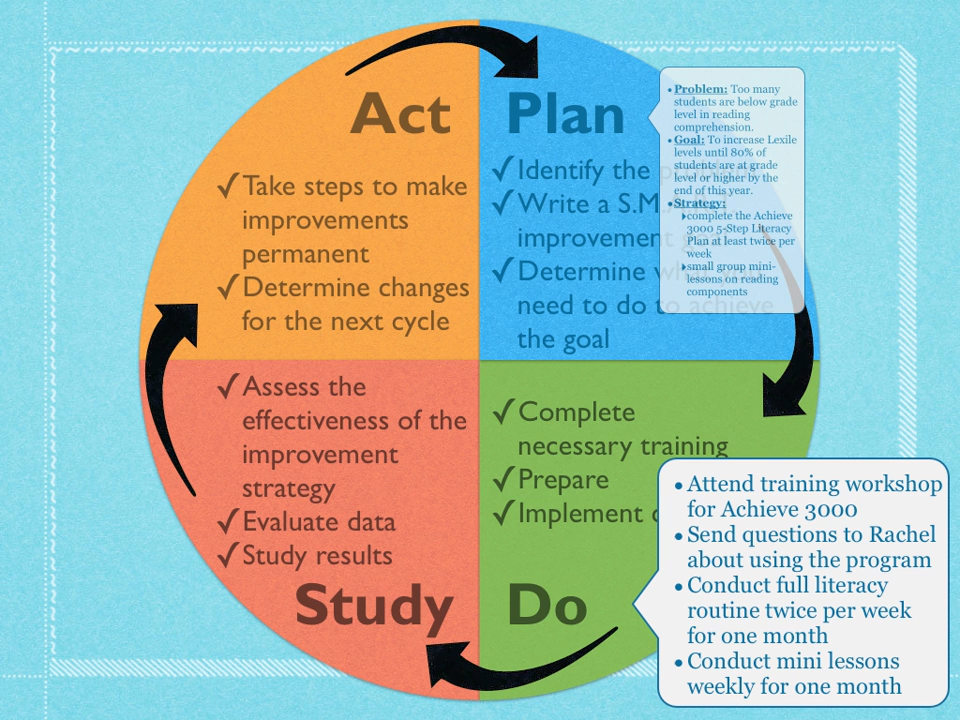 Act
✓Take steps to make
improvements
permanent
✓Determine changes
for the next cycle
Plan
✓Identify the
✓Write a S.M.
improvement
✓Determine what
need to do to achieve
the goal
•Problem: Too many
students are below grade
level in reading
comprehension.
•Goal: To increase Lexile
levels until 80% of
students are at grade
level or higher by the
end of this year.
•Strategy:
‣complete the Achieve
3000 5-Step Literacy
Plan at least twice per
week
‣small group mini-
lessons on reading
components
✓Assess the
effectiveness of the
improvement
strategy
✓Evaluate data
✓Study results
Study
✓Complete
necessary training
✓Prepare
✓Implement
Do
•Attend training workshop
for Achieve 3000
•Send questions to Rachel
about using the program
•Conduct full literacy
routine twice per week
for one month
•Conduct mini lessons
weekly for one month